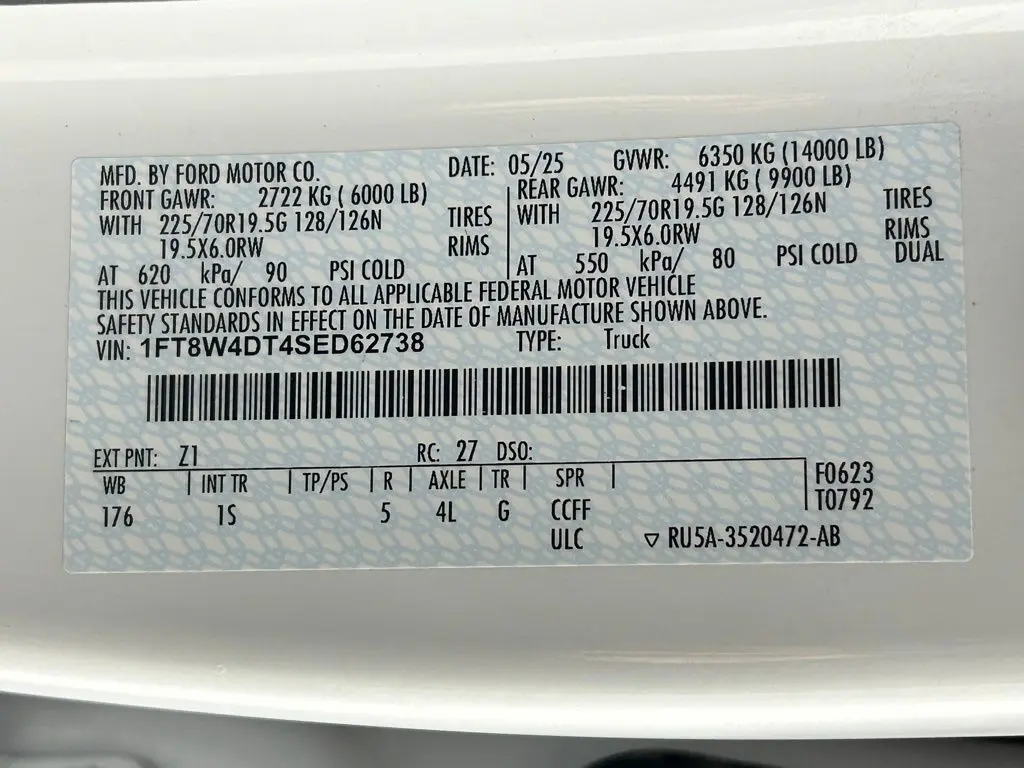 MFD. BY FORD MOTOR CO. DATE: 05/25 GVWR: 6350 KG (14000 LB)
FRONT GAWR: 2722 KG ( 6000 LB) REAR GAWR: 4491 KG ( 9900 LB)
WITH 225/70R19.5G 128/126N TIRES WITH 225/70R19.5G 128/126N TIRES
19.5X6.0RW RIMS 19.5X6.0RW RIMS
AT 620 kPa/ 90 PSI COLD AT 550 kPa/ 80 PSI COLD DUAL
THIS VEHICLE CONFORMS TO ALL APPLICABLE FEDERAL MOTOR VEHICLE
SAFETY STANDARDS IN EFFECT ON THE DATE OF MANUFACTURE SHOWN ABOVE.
VIN: 1FT8W4DT4SED62738 TYPE: Truck
EXT PNT: Z1 RC: 27 DSO:
WB INT TR TP/PS R AXLE TR SPR F0623
176 1S 5 4L G CCFF T0792
ULC ▽ RU5A-3520472-AB